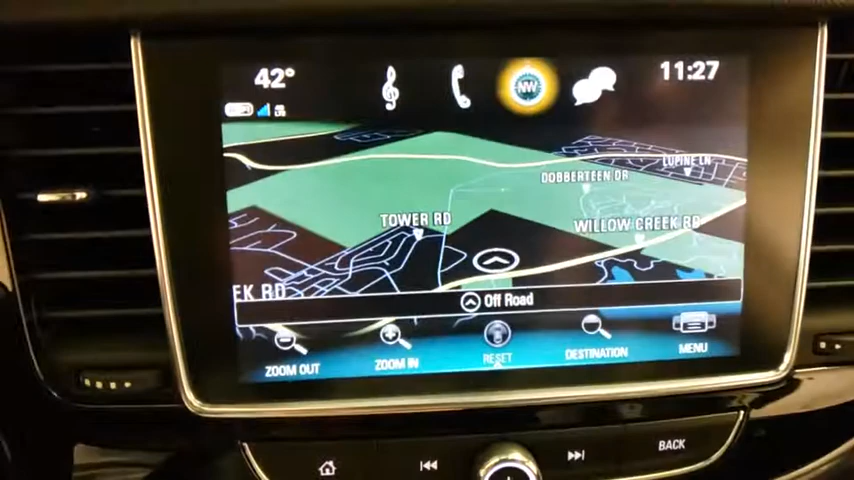 42°
11:27
NW
LTE
LUPINE LN
DOBBERTEEN DR
TOWER RD
WILLOW CREEK RD
EK RD
Off Road
ZOOM OUT
ZOOM IN
RESET
DESTINATION
MENU
BACK